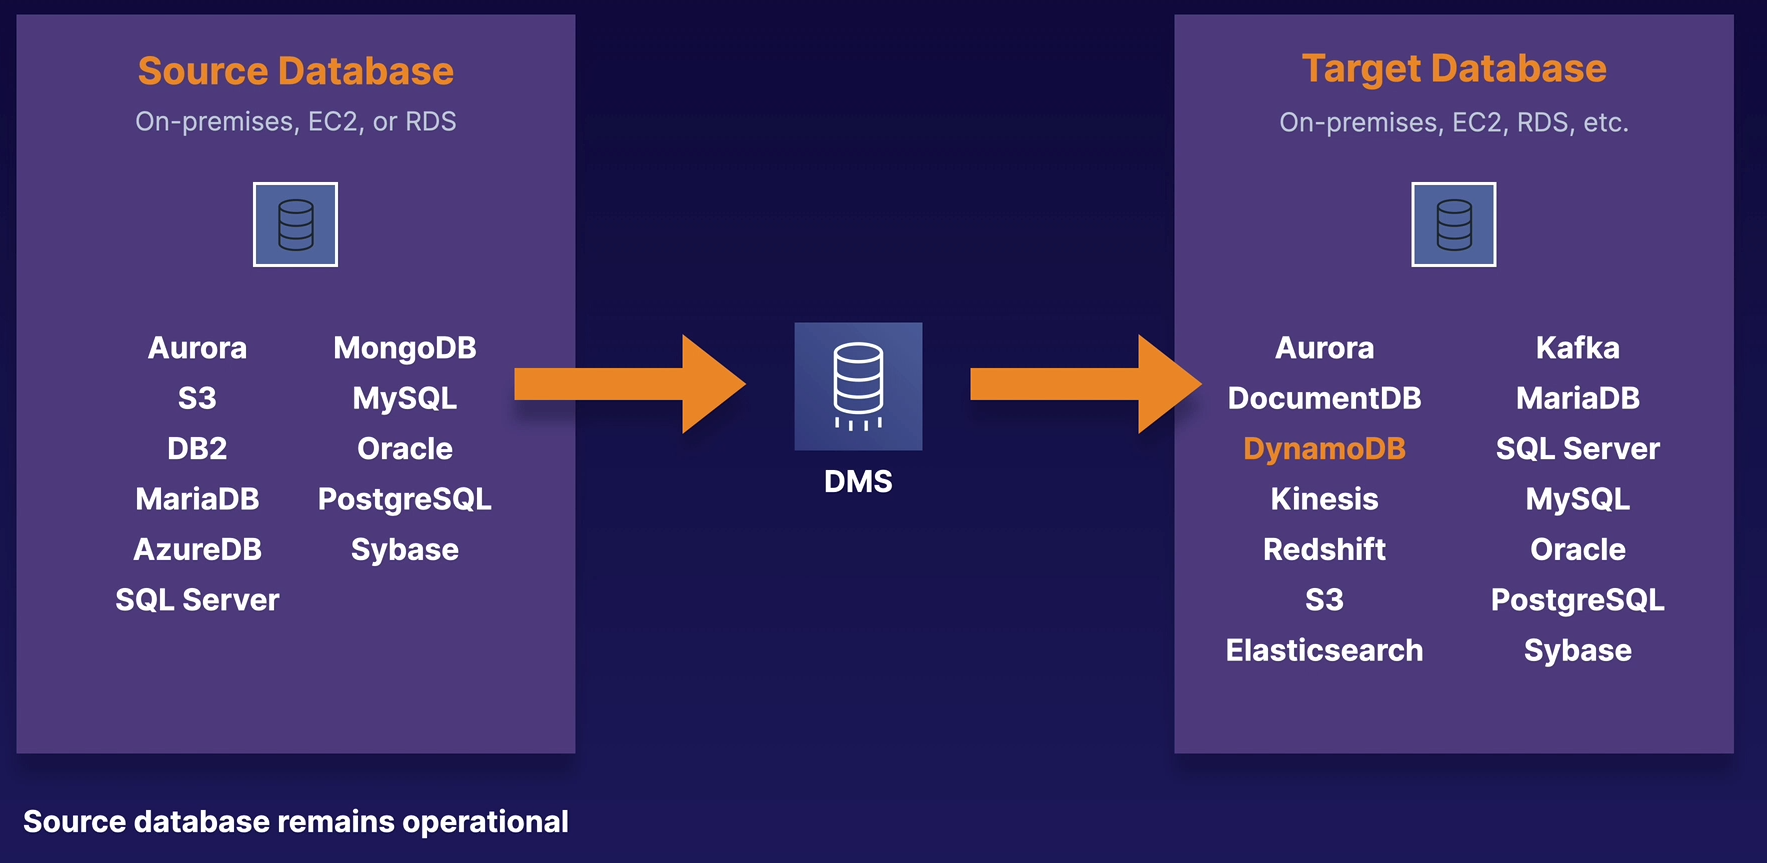 Source Database
On-premises, EC2, or RDS
Aurora
S3
DB2
MariaDB
AzureDB
SQL Server
MongoDB
MySQL
Oracle
PostgreSQL
Sybase
DMS
Target Database
On-premises, EC2, RDS, etc.
Aurora
DocumentDB
DynamoDB
Kinesis
Redshift
S3
Elasticsearch
Kafka
MariaDB
SQL Server
MySQL
Oracle
PostgreSQL
Sybase
Source database remains operational